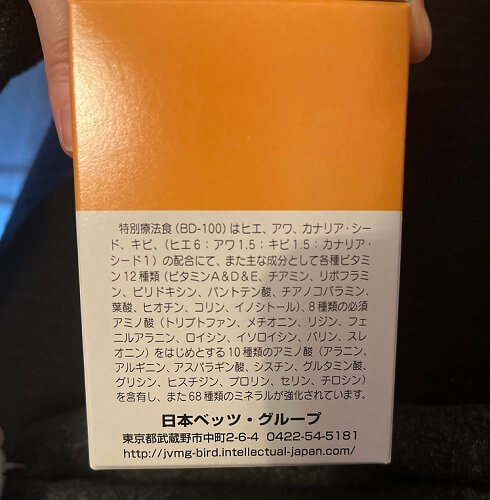 特別療法食(BD-100)はヒエ、アワ、カナリア・シー
ド、キビ、(ヒエ6:アワ1.5:キビ1.5:カナリア・
シード1)の配合にて、また主な成分として各種ビタミ
ン12種類(ビタミンA&D&E、チアミン、リボフラミ
ン、ピリドキシン、パントテン酸、チアノコバラミン、
葉酸、ヒオチン、コリン、イノシトール)、8種の必須
アミノ酸(トリプトファン、メチオニン、リジン、フェ
ニルアラニン、ロイシン、イソロイシン、バリン、スレ
オニン)をはじめとする10種類のアミノ酸(アラニン、
アルギニン、アスパラギン酸、シスチン、グルタミン酸、
グリシン、ヒスチジン、プロリン、セリン、チロシン)
を含有し、また68種類のミネラルが強化されています。
日本ベッツ・グループ
東京都武蔵野市中町2-6-4 0422-54-5181
http://jvmg-bird.intellectual-japan.com/